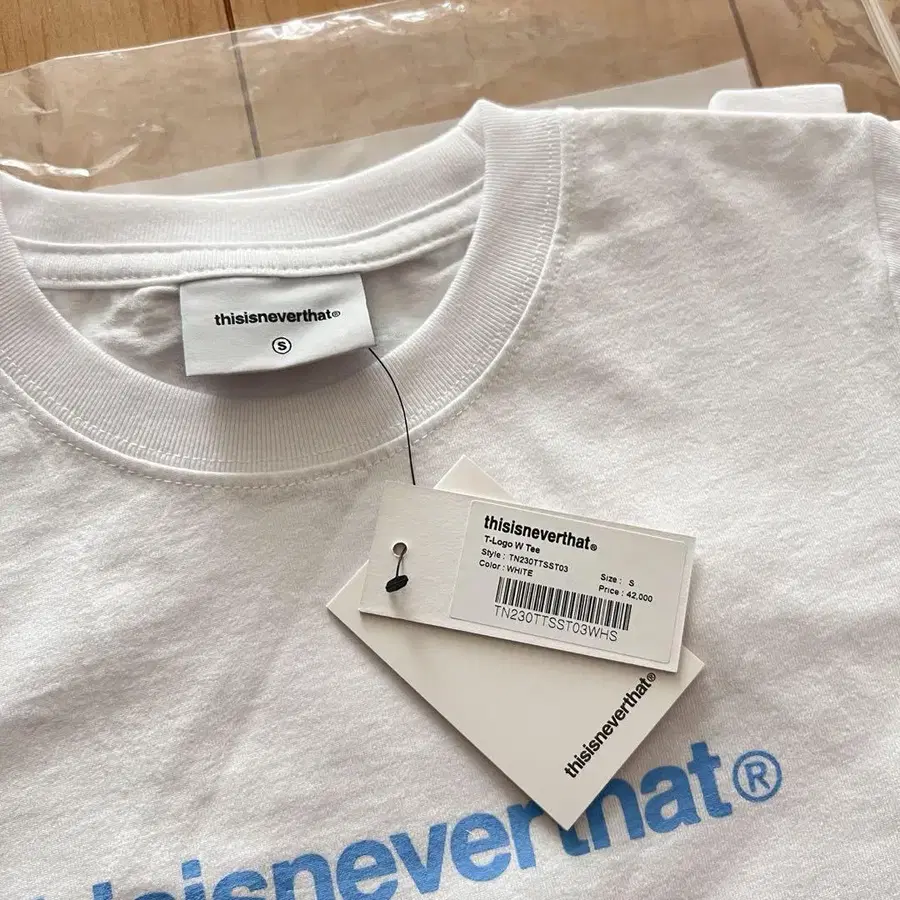 thisisneverthat®
S
thisisneverthat®
T-Logo W Tee
Style : TN230TTSST03
Color : WHITE
Size : S
Price : 42,000
TN230TTSST03WHS
thisisneverthat®
thisisneverthat®